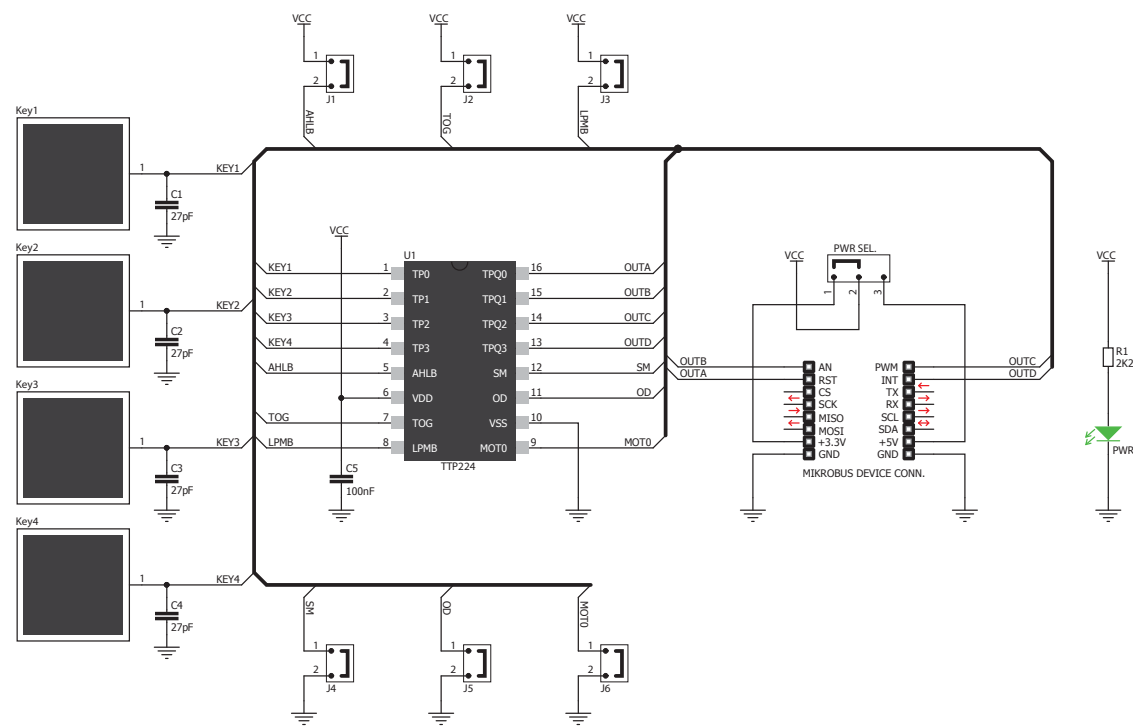 VCC VCC VCC
1 1 1
2 2 2
J1 J2 J3
AHLB TOG LPMB
Key1
1 KEY1
C1
27pF
Key2
1 KEY2
C2
27pF
Key3
1 KEY3
C3
27pF
Key4
1 KEY4
C4
27pF
VCC
U1
KEY1 1 TP0 TPQ0 16 OUTA
KEY2 2 TP1 TPQ1 15 OUTB
KEY3 3 TP2 TPQ2 14 OUTC
KEY4 4 TP3 TPQ3 13 OUTD
AHLB 5 AHLB SM 12 SM
6 VDD OD 11 OD
TOG 7 TOG VSS 10
LPMB 8 LPMB MOT0 9 MOT0
TTP224
C5
100nF
VCC
PWR SEL.
1 2 3
OUTB AN PWM OUTC
OUTA RST INT OUTD
CS TX
SCK RX
MISO SCL
MOSI SDA
+3.3V +5V
GND GND
MIKROBUS DEVICE CONN.
VCC
R1
2K2
PWR
SM OD MOT0
1 1 1
2 2 2
J4 J5 J6